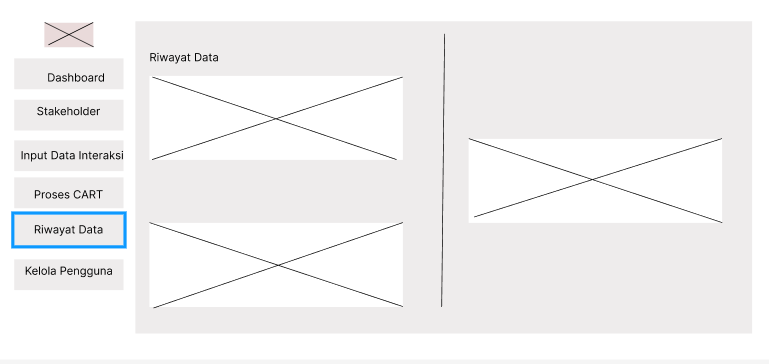 Dashboard
Stakeholder
Input Data Interaksi
Proses CART
Riwayat Data
Kelola Pengguna
Riwayat Data